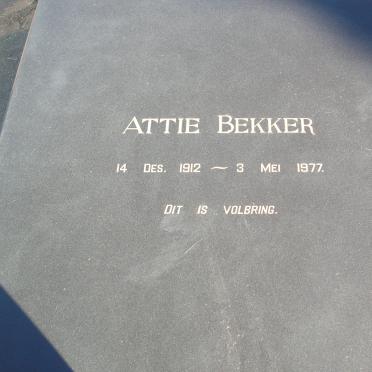 ATTIE BEKKER
14 DES. 1912 ~ 3 MEI 1977.
DIT IS VOLBRING.